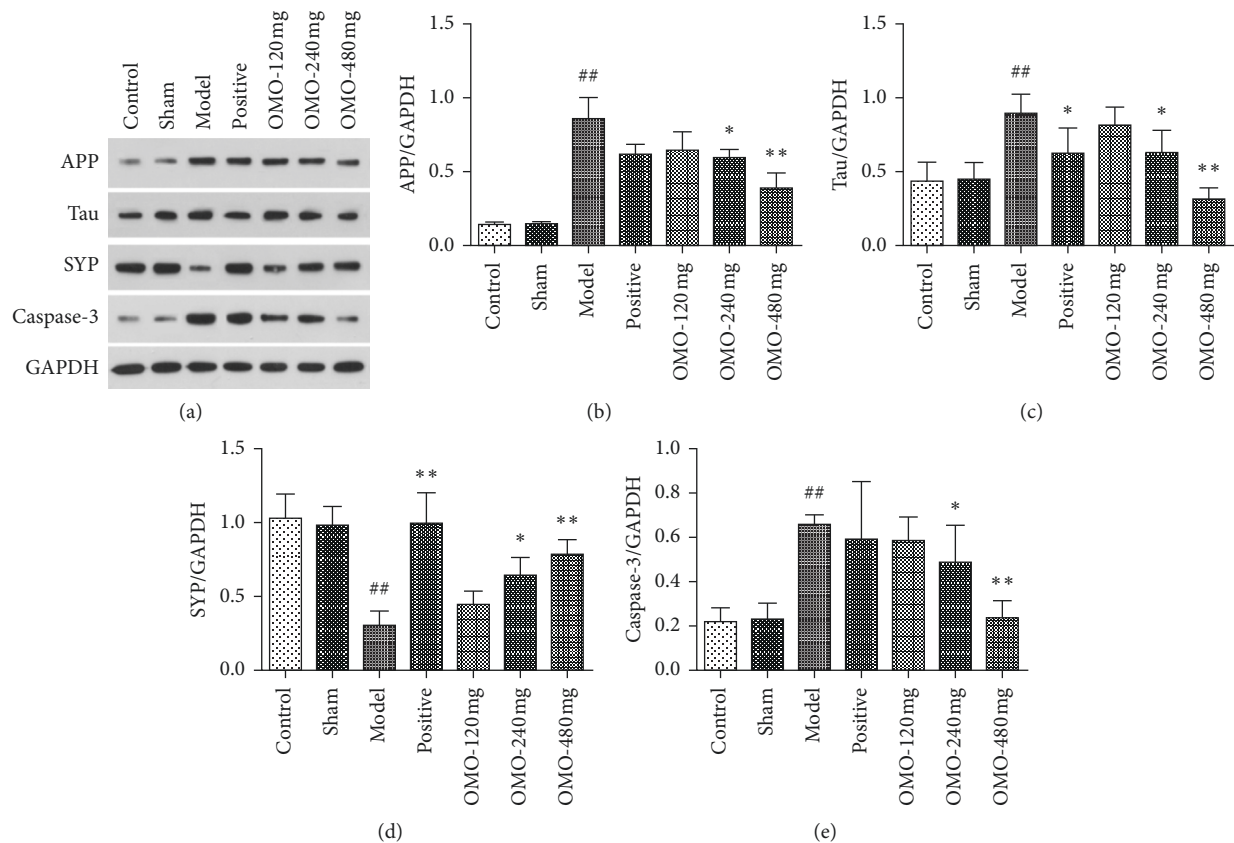 Control
Sham
Model
Positive
OMO-120 mg
OMO-240 mg
OMO-480 mg
APP
Tau
SYP
Caspase-3
GAPDH
(a)
APP/GAPDH
1.5
1.0
0.5
0.0
##
*
**
Control
Sham
Model
Positive
OMO-120 mg
OMO-240 mg
OMO-480 mg
(b)
Tau/GAPDH
1.5
1.0
0.5
0.0
##
*
*
**
Control
Sham
Model
Positive
OMO-120 mg
OMO-240 mg
OMO-480 mg
(c)
SYP/GAPDH
1.5
1.0
0.5
0.0
##
**
*
**
Control
Sham
Model
Positive
OMO-120 mg
OMO-240 mg
OMO-480 mg
(d)
Caspase-3/GAPDH
1.0
0.8
0.6
0.4
0.2
0.0
##
*
**
Control
Sham
Model
Positive
OMO-120 mg
OMO-240 mg
OMO-480 mg
(e)